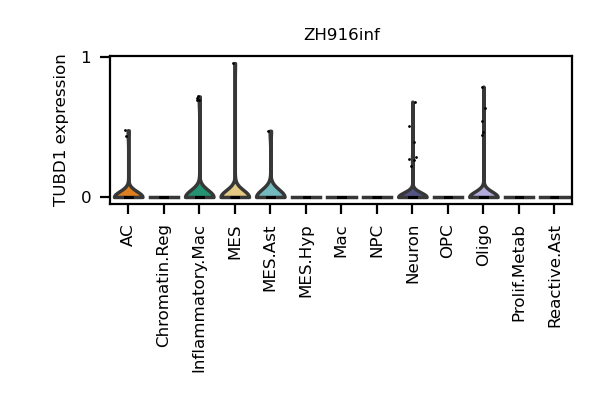 ZH916inf
TUBD1 expression
1
0
AC
Chromatin.Reg
Inflammatory.Mac
MES
MES.Ast
MES.Hyp
Mac
NPC
Neuron
OPC
Oligo
Prolif.Metab
Reactive.Ast